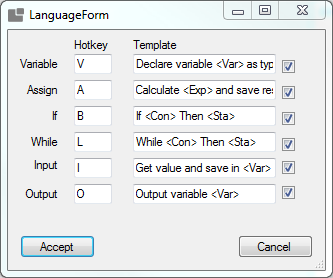 LanguageForm
Hotkey Template
Variable V Declare variable <Var> as typ
Assign A Calculate <Exp> and save res
If B If <Con> Then <Sta>
While L While <Con> Then <Sta>
Input I Get value and save in <Var>
Output O Output variable <Var>
Accept Cancel